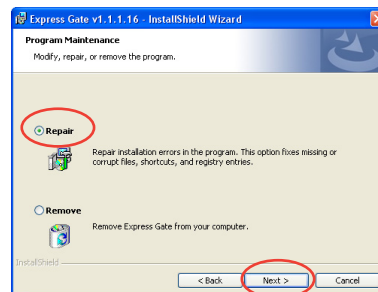 Express Gate v1.1.1.16 - InstallShield Wizard
Program Maintenance
Modify, repair, or remove the program.
Repair
Repair installation errors in the program. This option fixes missing or
corrupt files, shortcuts, and registry entries.
Remove
Remove Express Gate from your computer.
InstallShield
< Back Next > Cancel